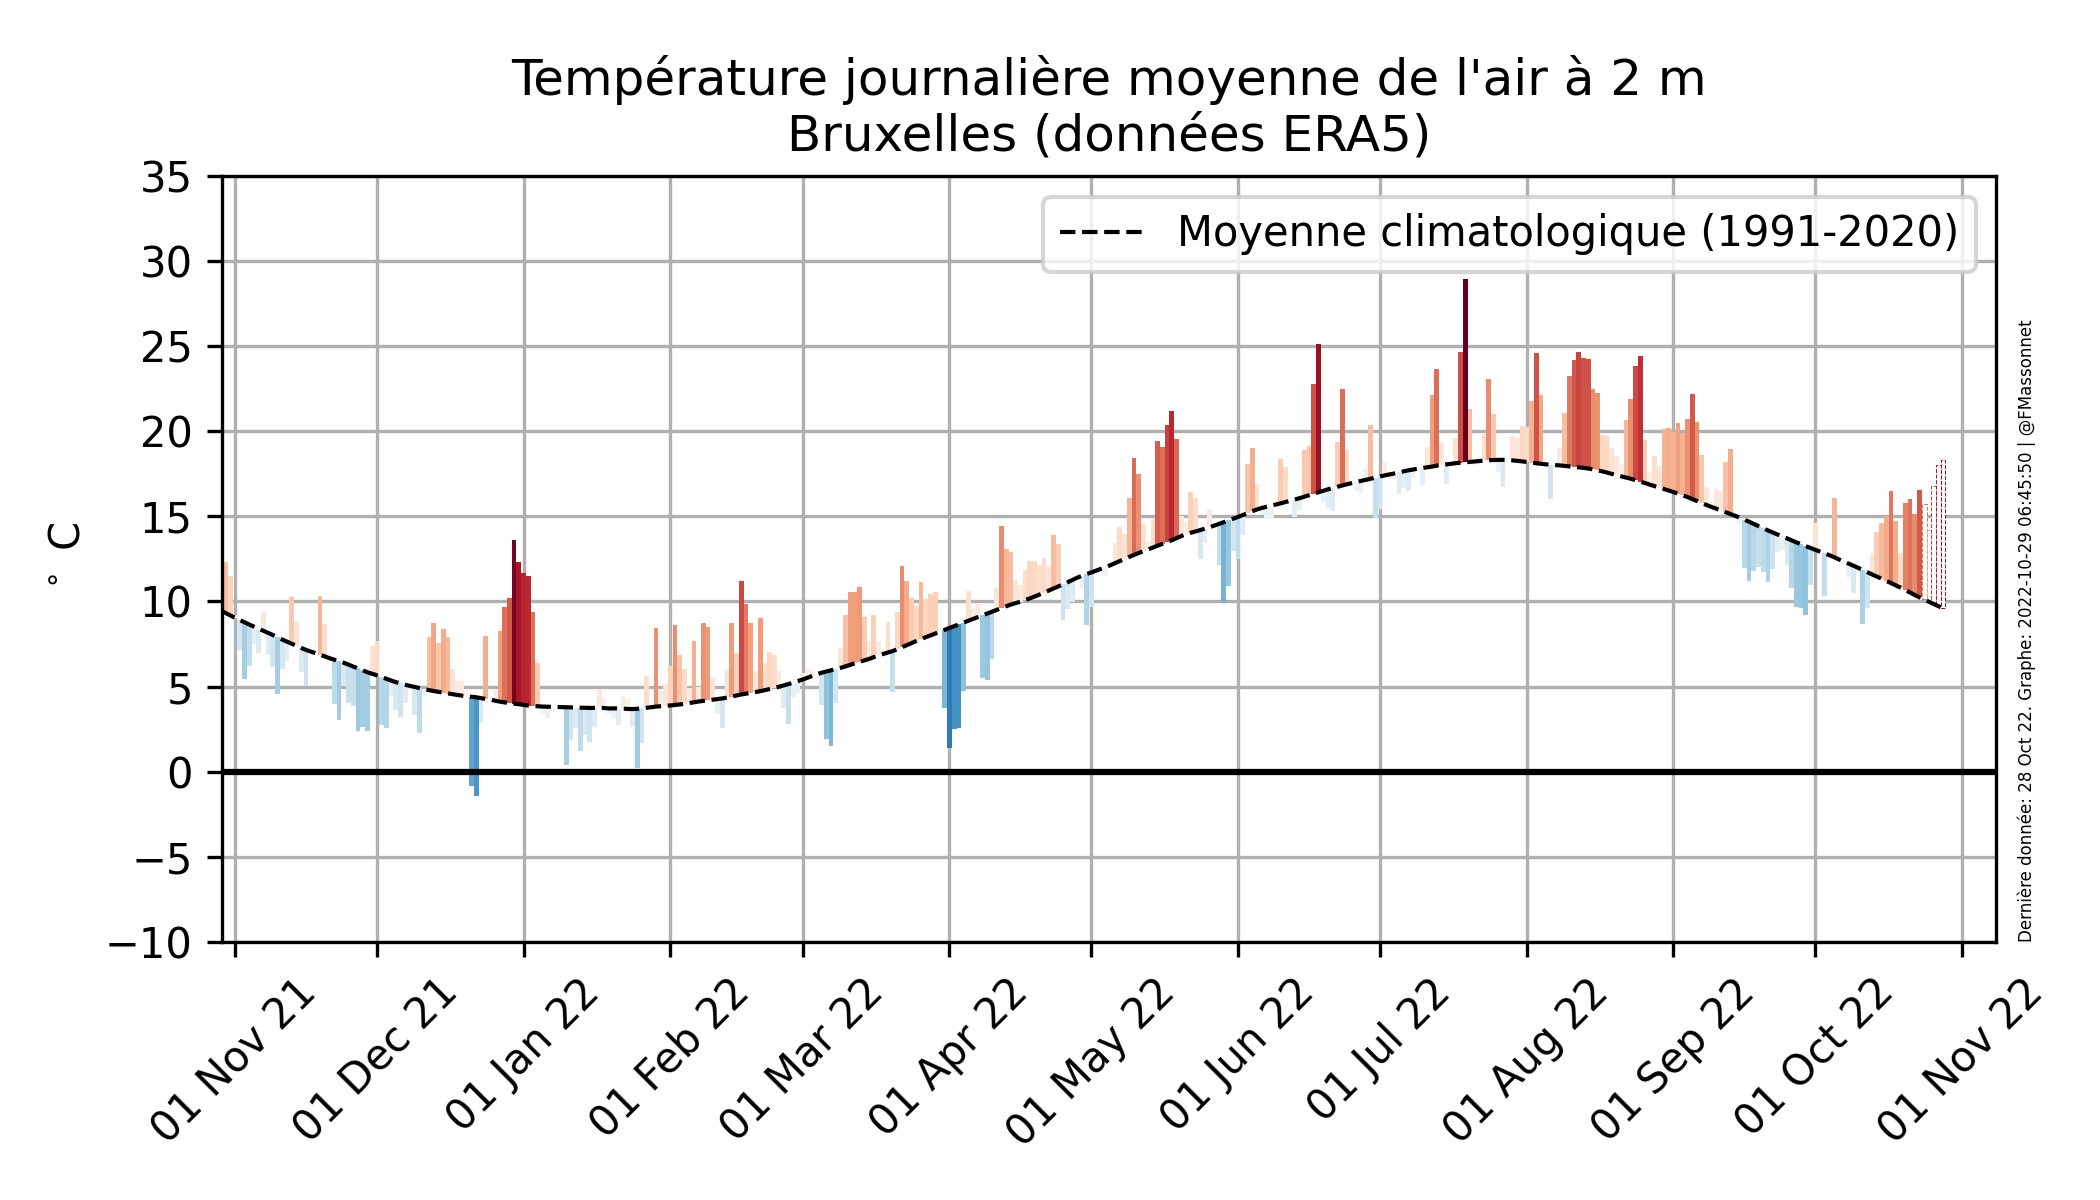 Température journalière moyenne de l'air à 2 m
Bruxelles (données ERA5)
Moyenne climatologique (1991-2020)
° C
35
30
25
20
15
10
5
0
−5
−10
01 Nov 21
01 Dec 21
01 Jan 22
01 Feb 22
01 Mar 22
01 Apr 22
01 May 22
01 Jun 22
01 Jul 22
01 Aug 22
01 Sep 22
01 Oct 22
01 Nov 22
Dernière donnée: 28 Oct 22. Graphe: 2022-10-29 06:45:50 | @FMassonnet